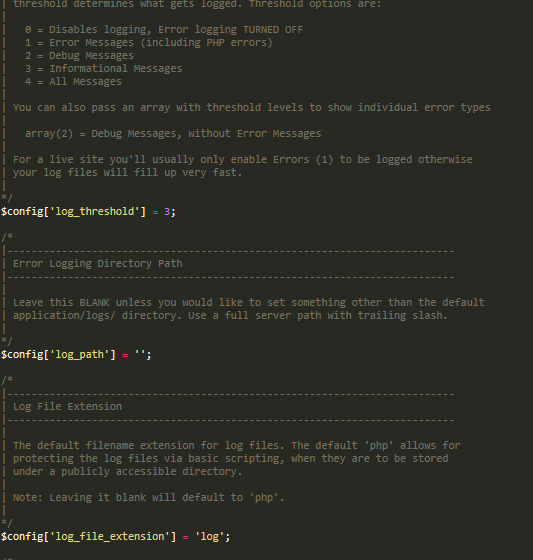 | threshold determines what gets logged. Threshold options are:
|
|   0 = Disables logging, Error logging TURNED OFF
|   1 = Error Messages (including PHP errors)
|   2 = Debug Messages
|   3 = Informational Messages
|   4 = All Messages
|
| You can also pass an array with threshold levels to show individual error types
|
|   array(2) = Debug Messages, without Error Messages
|
| For a live site you'll usually only enable Errors (1) to be logged otherwise
| your log files will fill up very fast.
|
*/
$config['log_threshold'] = 3;

/*
|--------------------------------------------------------------------------
| Error Logging Directory Path
|--------------------------------------------------------------------------
|
| Leave this BLANK unless you would like to set something other than the default
| application/logs/ directory. Use a full server path with trailing slash.
|
*/
$config['log_path'] = '';

/*
|--------------------------------------------------------------------------
| Log File Extension
|--------------------------------------------------------------------------
|
| The default filename extension for log files. The default 'php' allows for
| protecting the log files via basic scripting, when they are to be stored
| under a publicly accessible directory.
|
| Note: Leaving it blank will default to 'php'.
|
*/
$config['log_file_extension'] = 'log';

/*